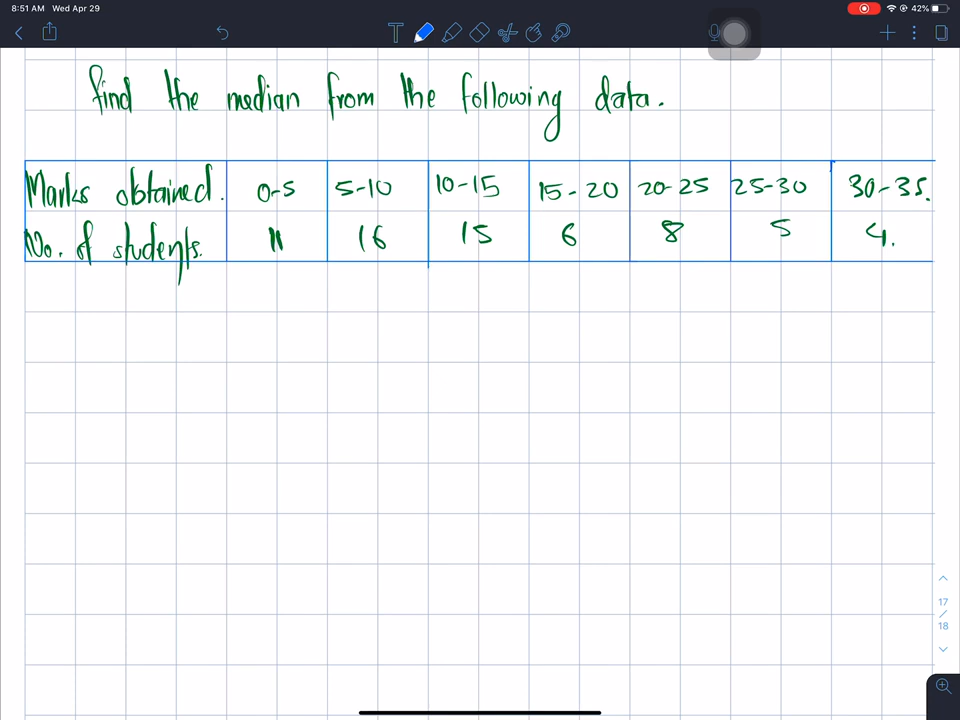 8:51 AM Wed Apr 29
42%
T
find the median from the following data.
Marks obtained. 0-5 5-10 10-15 15-20 20-25 25-30 30-35.
No. of students. 11 16 15 6 8 5 4.
17
/
18